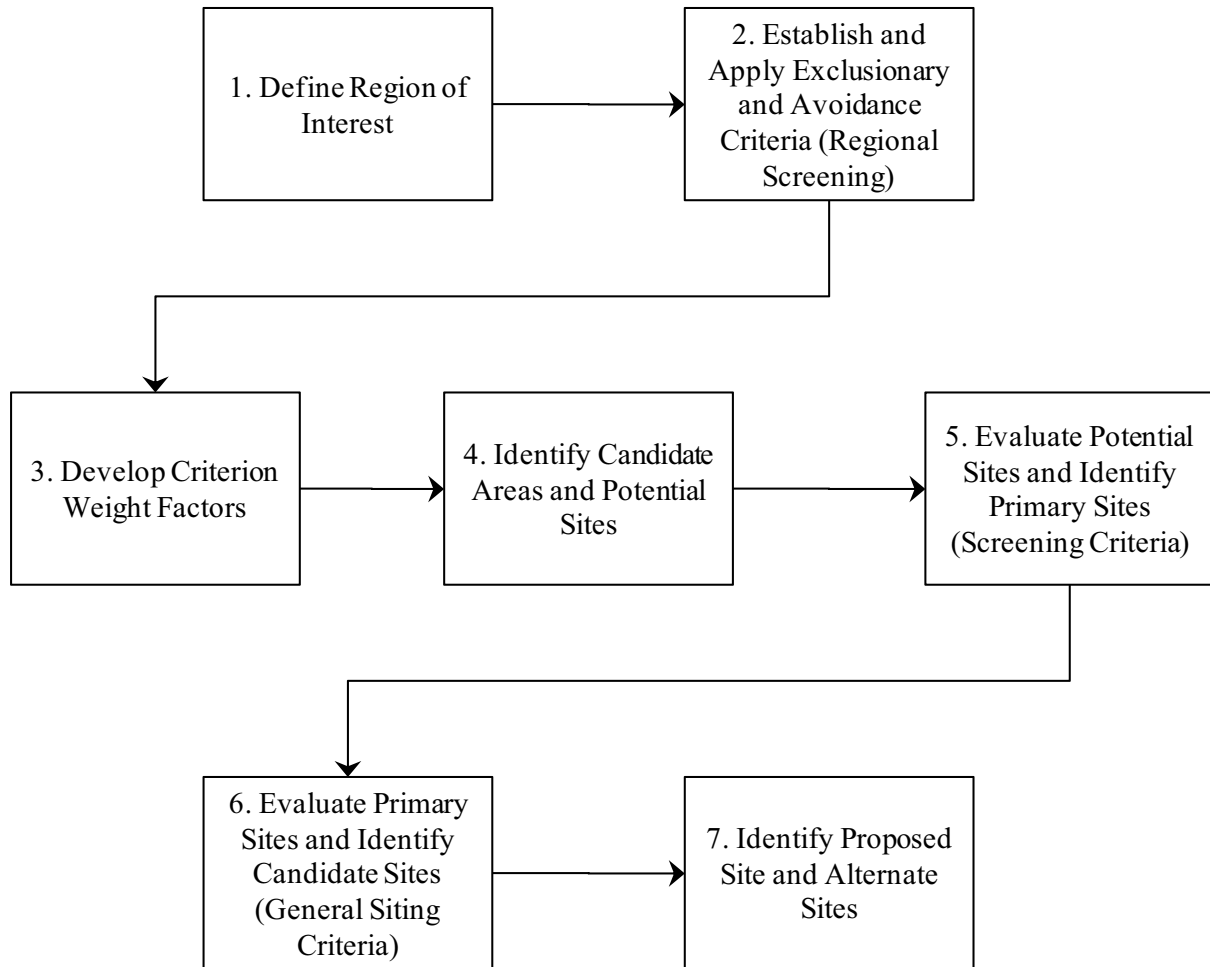 1. Define Region of
Interest
2. Establish and
Apply Exclusionary
and Avoidance
Criteria (Regional
Screening)
3. Develop Criterion
Weight Factors
4. Identify Candidate
Areas and Potential
Sites
5. Evaluate Potential
Sites and Identify
Primary Sites
(Screening Criteria)
6. Evaluate Primary
Sites and Identify
Candidate Sites
(General Siting
Criteria)
7. Identify Proposed
Site and Alternate
Sites